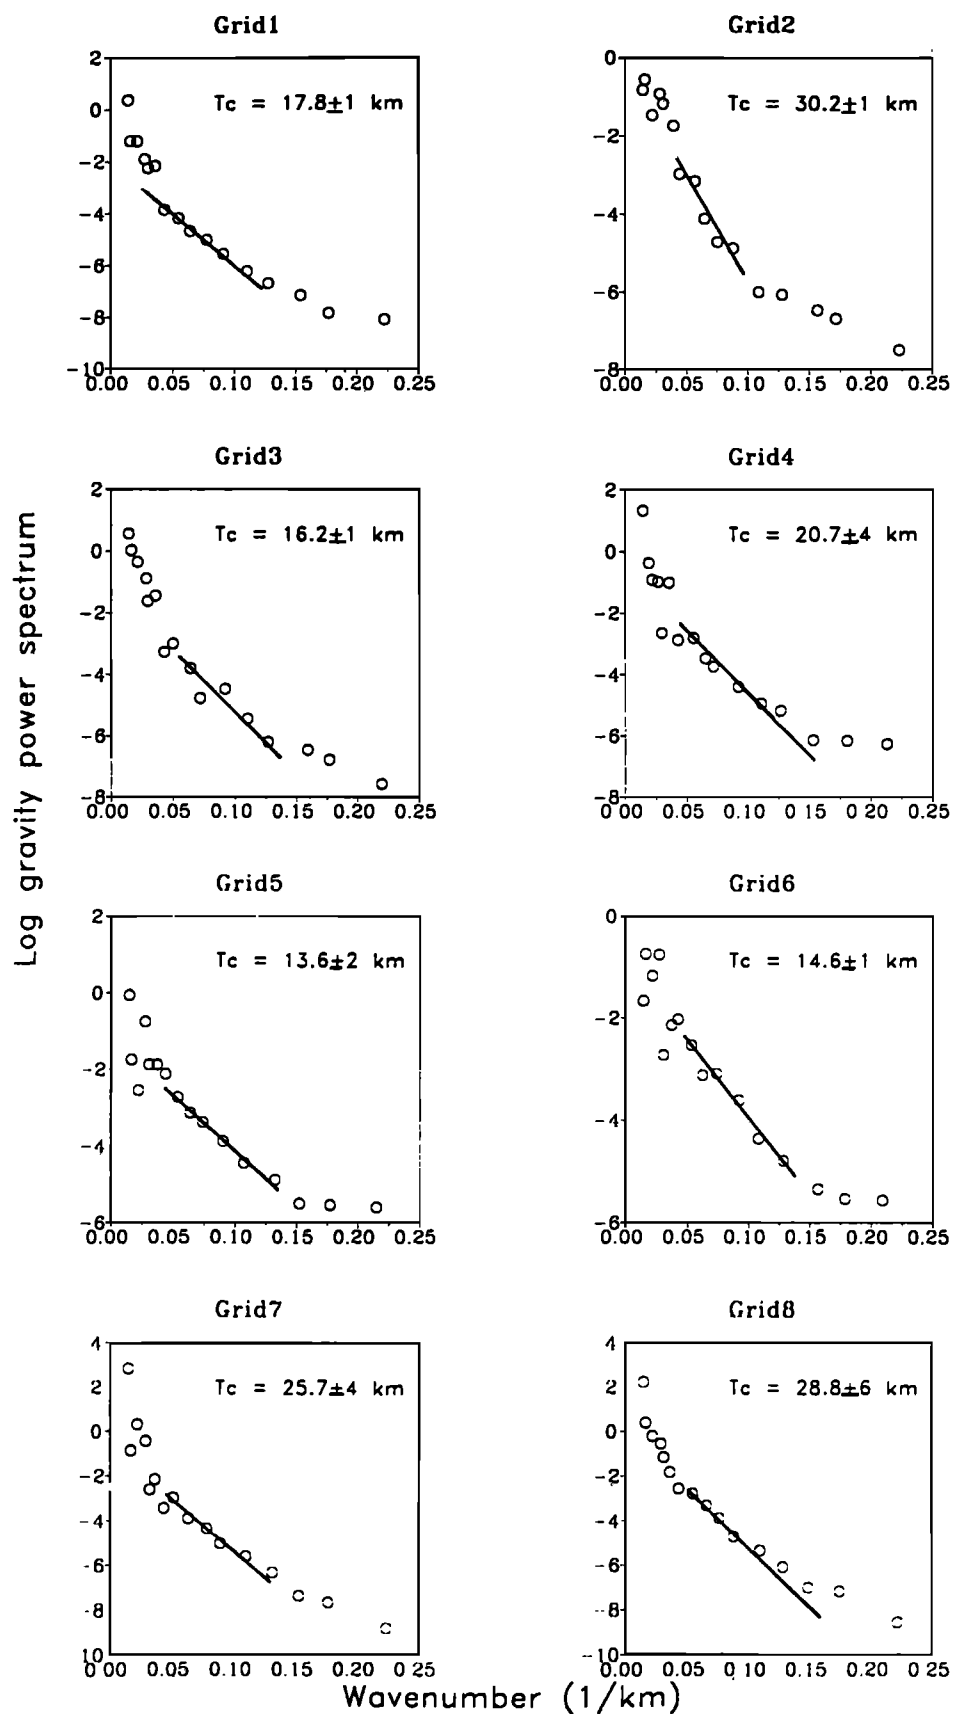 Grid1
Grid2
2
0
-2
-4
-6
-8
-10
0.00 0.05 0.10 0.15 0.20 0.25
Tc = 17.8±1 km
0
-2
-4
-6
-8
0.00 0.05 0.10 0.15 0.20 0.25
Tc = 30.2±1 km
Grid3
Grid4
2
0
-2
-4
-6
-8
0.00 0.05 0.10 0.15 0.20 0.25
Tc = 16.2±1 km
2
0
-2
-4
-6
-8
0.00 0.05 0.10 0 15 0.20 0.25
Tc = 20.7±4 km
Log gravity power spectrum
Grid5
Grid6
2
0
-2
-4
-6
0.00 0.05 0.10 0.15 0.20 0.25
Tc = 13.6±2 km
0
-2
-4
-6
0.00 0.05 0.10 0.15 0.20 0.25
Tc = 14.6±1 km
Grid7
Grid8
4
2
0
-2
-4
-6
-8
10
0.00 0.05 0.10 0.15 0.20 0 25
Tc = 25.7±4 km
4
2
0
-2
-4
-6
-8
-10
0.00 0.05 0.10 0.15 0.20 0.25
Tc = 28.8±6 km
Wavenumber (1/km)